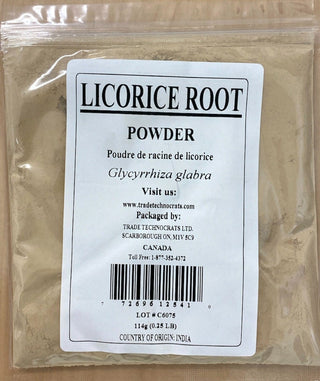 LICORICE ROOT
POWDER
Poudre de racine de licorice
Glycyrrhiza glabra
Visit us:
www.tradetechnocrats.com
Packaged by:
TRADE TECHNOCRATS LTD.
SCARBOROUGH ON, M1V 5C9
CANADA
Toll Free: 1-877-352-4372
7 72696 12541 0
LOT # C6075
114g (0.25 LB)
COUNTRY OF ORIGIN: INDIA